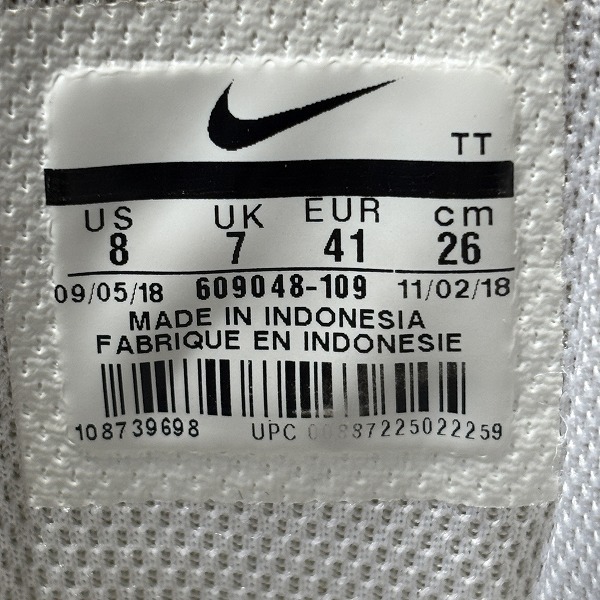 TT
US UK EUR cm
8 7 41 26
09/05/18 609048-109 11/02/18
MADE IN INDONESIA
FABRIQUE EN INDONESIE
108739698 UPC 00887225022259